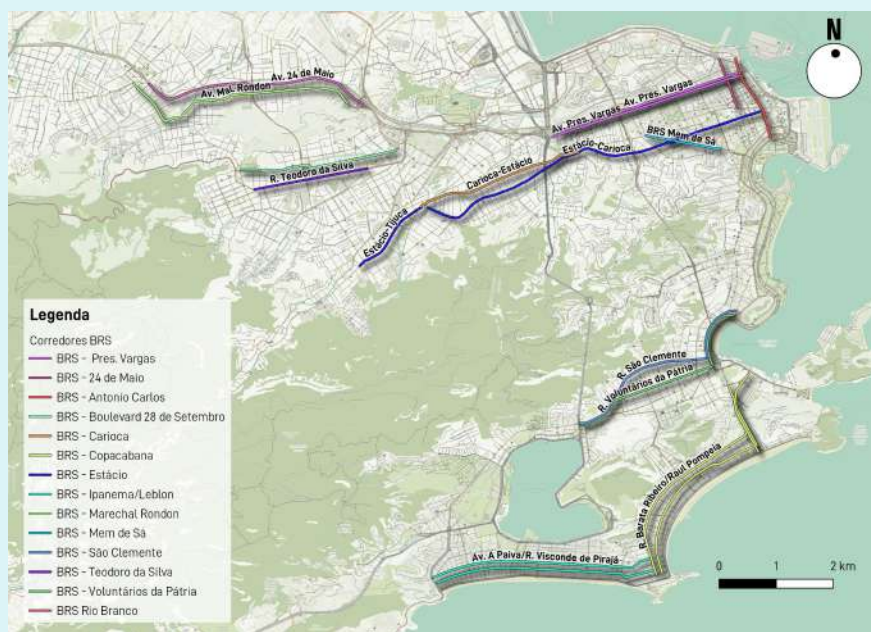 N
Av. 24 de Maio
Av. Mal. Rondon
Av. Pres. Vargas Av. Pres. Vargas
BRS Mem de Sá
Estácio-Carioca
Carioca-Estácio
R. Teodoro da Silva
Estácio-Tijuca
Legenda
Corredores BRS
BRS - Pres. Vargas
BRS - 24 de Maio
BRS - Antonio Carlos
BRS - Boulevard 28 de Setembro
BRS - Carioca
BRS - Copacabana
BRS - Estácio
BRS - Ipanema/Leblon
BRS - Marechal Rondon
BRS - Mem de Sá
BRS - São Clemente
BRS - Teodoro da Silva
BRS - Voluntários da Pátria
BRS Rio Branco
R. São Clemente
R. Voluntários da Pátria
R. Barata Ribeiro/Raul Pompeia
Av. A Paiva/R. Visconde de Pirajá
0 1 2 km